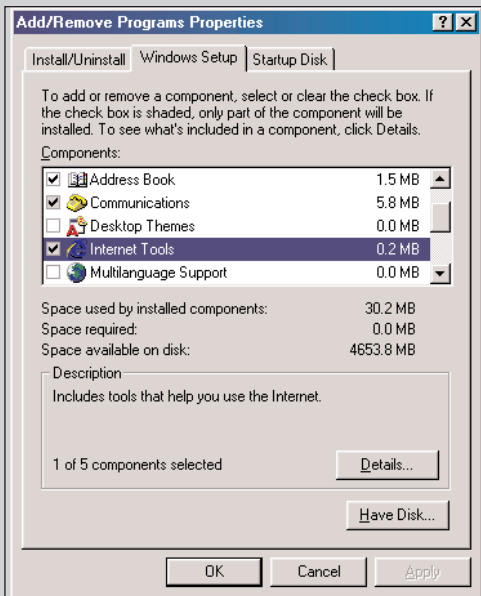 Add/Remove Programs Properties
Install/Uninstall Windows Setup Startup Disk
To add or remove a component, select or clear the check box. If
the check box is shaded, only part of the component will be
installed. To see what's included in a component, click Details.
Components:
Address Book 1.5 MB
Communications 5.8 MB
Desktop Themes 0.0 MB
Internet Tools 0.2 MB
Multilanguage Support 0.0 MB
Space used by installed components: 30.2 MB
Space required: 0.0 MB
Space available on disk: 4653.8 MB
Description
Includes tools that help you use the Internet.
1 of 5 components selected Details...
Have Disk...
OK Cancel Apply